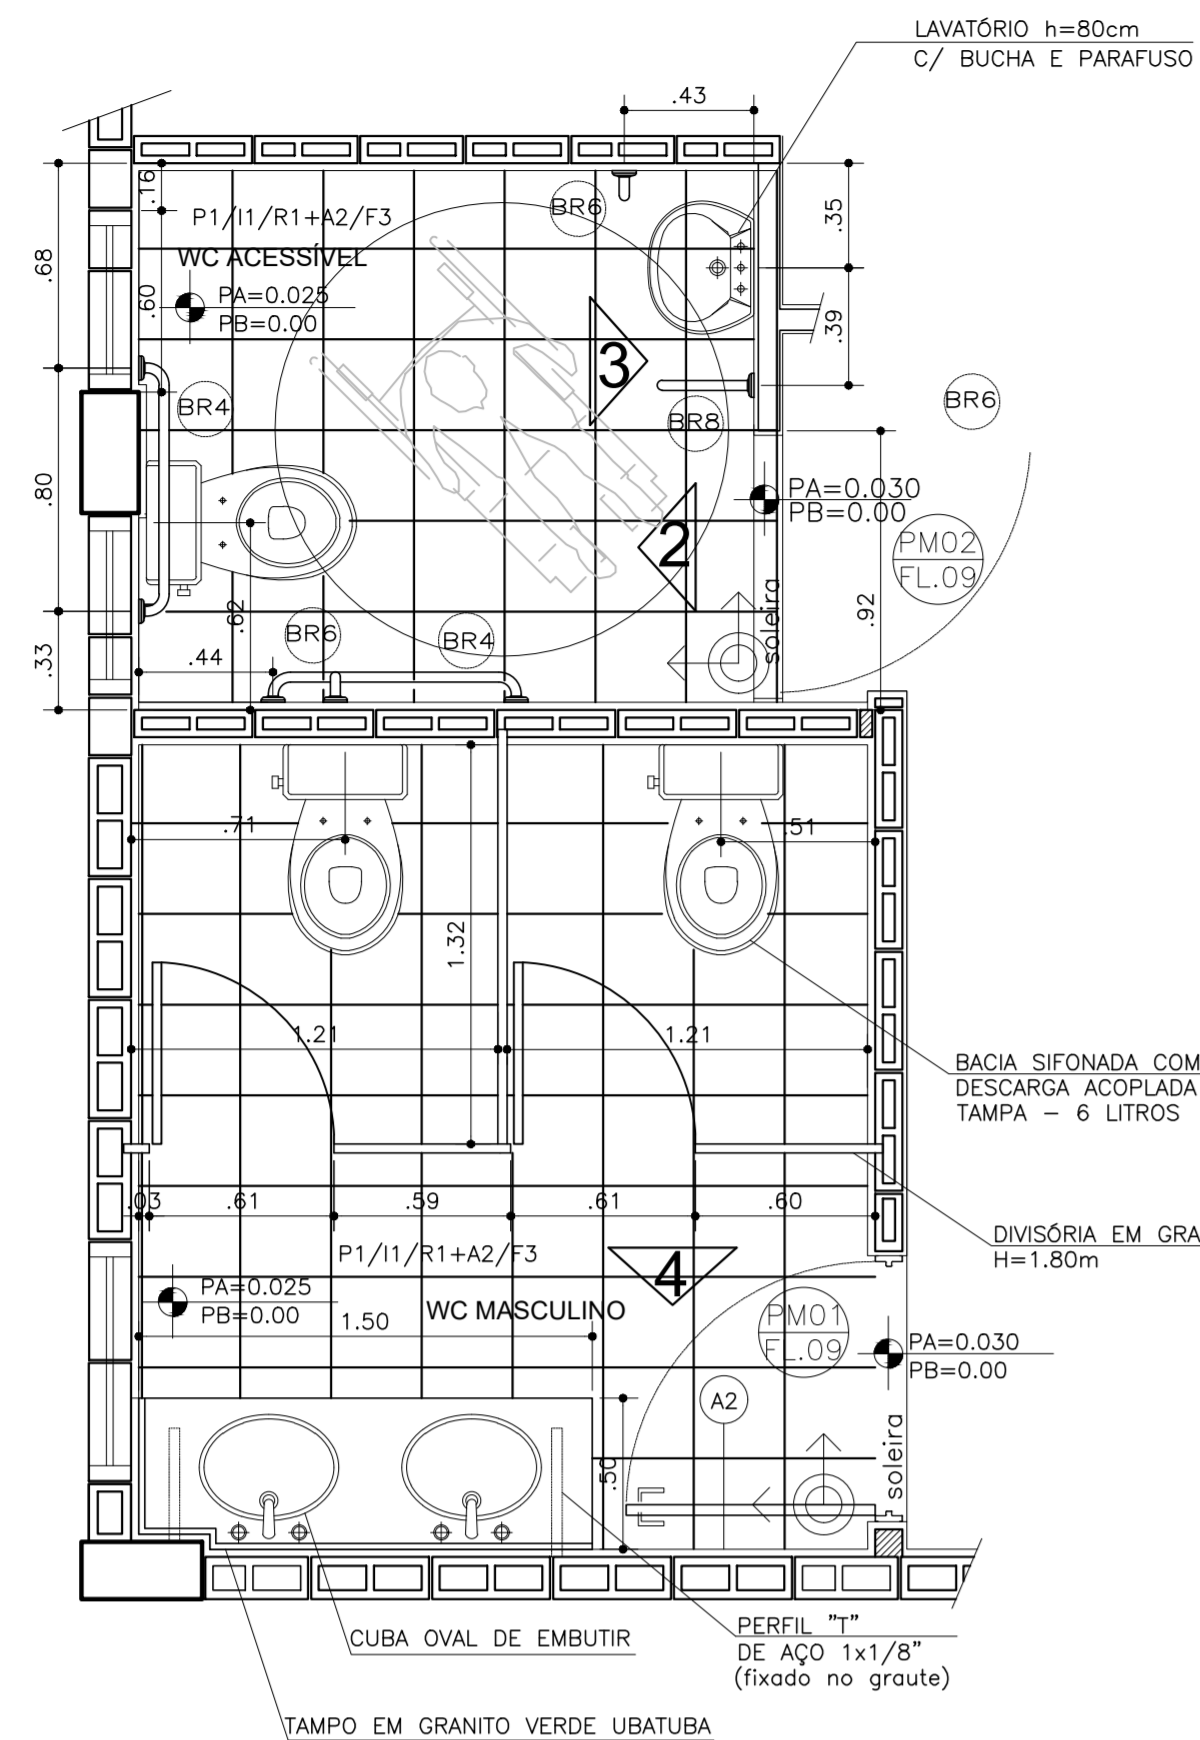 LAVATÓRIO h=80cm
C/ BUCHA E PARAFUSO
.43
.16
.35
BR6
P1/I1/R1+A2/F3
WC ACESSÍVEL
.68
.60
PA=0.025
PB=0.00
.39
3
BR4
BR8
BR6
.80
PA=0.030
PB=0.00
2
PM02
FL.09
soleira
.92
.62
BR6
BR4
.33
.44
.71
.51
1.32
1.21
1.21
BACIA SIFONADA COM
DESCARGA ACOPLADA
TAMPA – 6 LITROS
.03
.61
.59
.61
.60
DIVISÓRIA EM GRA
H=1.80m
P1/I1/R1+A2/F3
4
PA=0.025
PB=0.00
WC MASCULINO
1.50
PM01
FL.09
PA=0.030
PB=0.00
A2
soleira
.50
CUBA OVAL DE EMBUTIR
PERFIL "T"
DE AÇO 1x1/8"
(fixado no graute)
TAMPO EM GRANITO VERDE UBATUBA